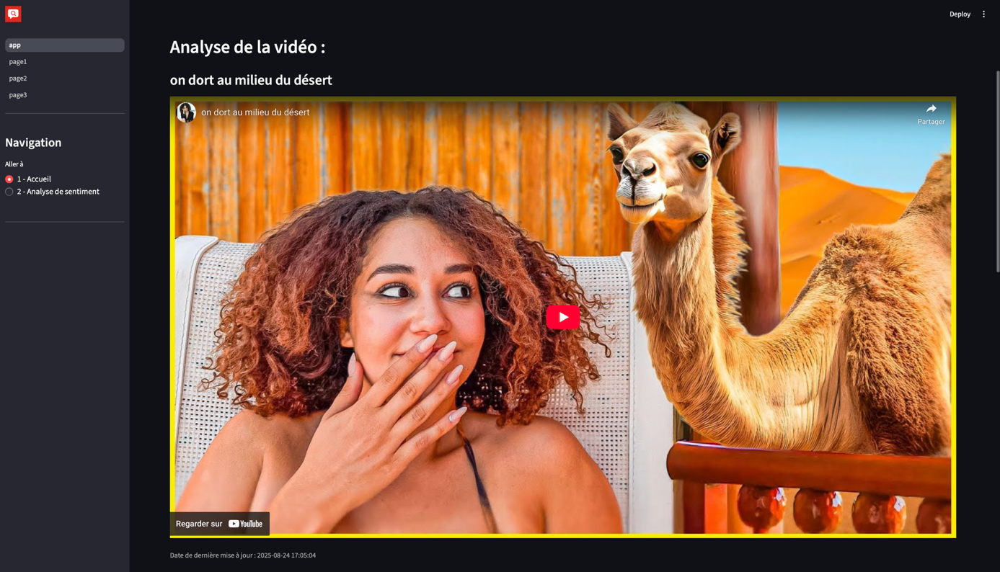 Deploy
app
page1
page2
page3
Navigation
Aller à
1 - Accueil
2 - Analyse de sentiment
Analyse de la vidéo :
on dort au milieu du désert
on dort au milieu du désert
Partager
Regarder sur YouTube
Date de dernière mise à jour : 2025-08-24 17:05:04